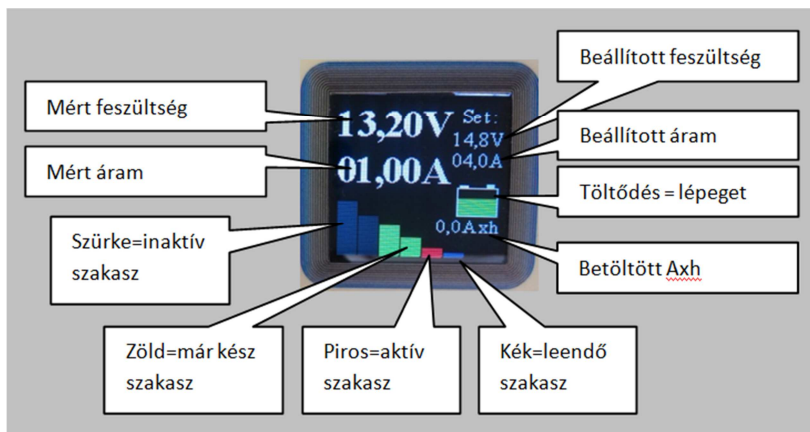 Beállított feszültség
Mért feszültség
13,20V
Set:
14,8V
Beállított áram
Mért áram
01,00A
04,0A
Töltődés = lépeget
0,0Axh
Szürke=inaktív
szakasz
Betöltött Axh
Zöld=már kész
szakasz
Piros=aktív
szakasz
Kék=leendő
szakasz